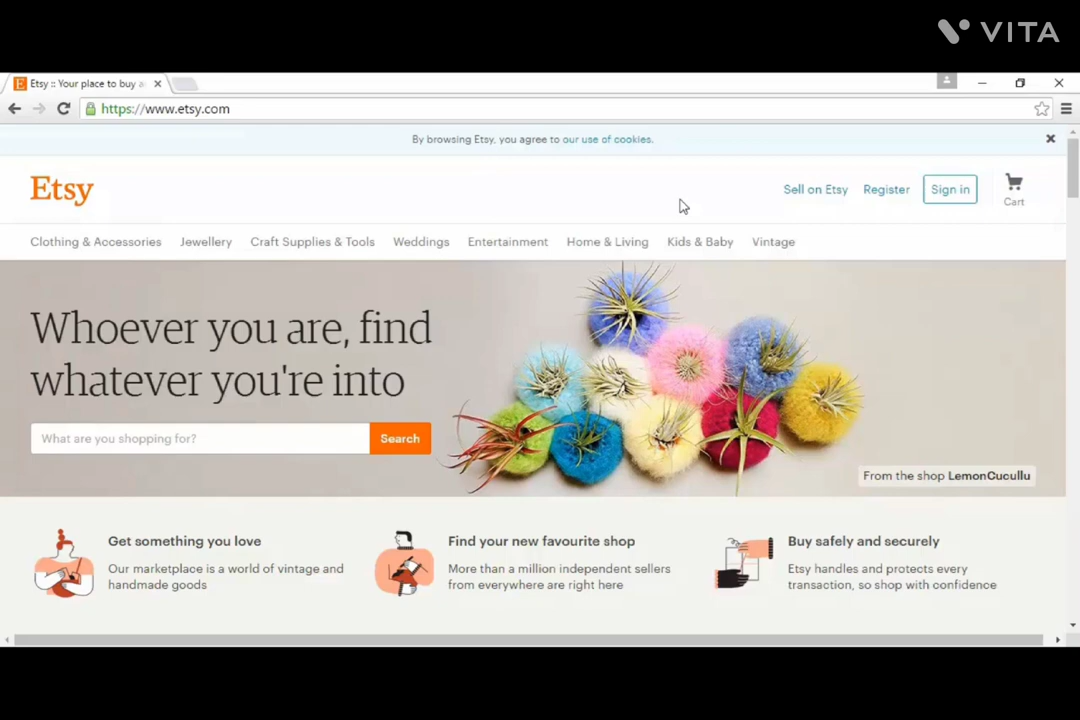 VITA
Etsy :: Your place to buy a
https://www.etsy.com
By browsing Etsy, you agree to our use of cookies.
Etsy
Sell on Etsy Register Sign in Cart
Clothing & Accessories Jewellery Craft Supplies & Tools Weddings Entertainment Home & Living Kids & Baby Vintage
Whoever you are, find
whatever you're into
What are you shopping for? Search
From the shop LemonCucullu
Get something you love
Our marketplace is a world of vintage and
handmade goods
Find your new favourite shop
More than a million independent sellers
from everywhere are right here
Buy safely and securely
Etsy handles and protects every
transaction, so shop with confidence